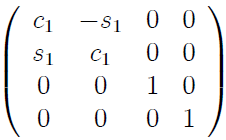 c₁ −s₁ 0 0
s₁ c₁ 0 0
0 0 1 0
0 0 0 1